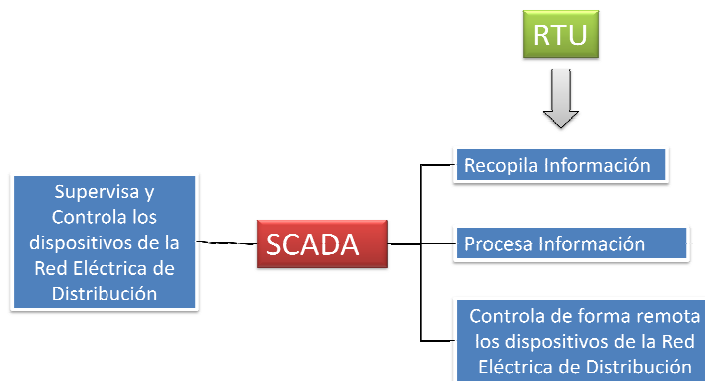 RTU
Recopila Información
Supervisa y
Controla los
dispositivos de la
Red Eléctrica de
Distribución
SCADA
Procesa Información
Controla de forma remota
los dispositivos de la Red
Eléctrica de Distribución